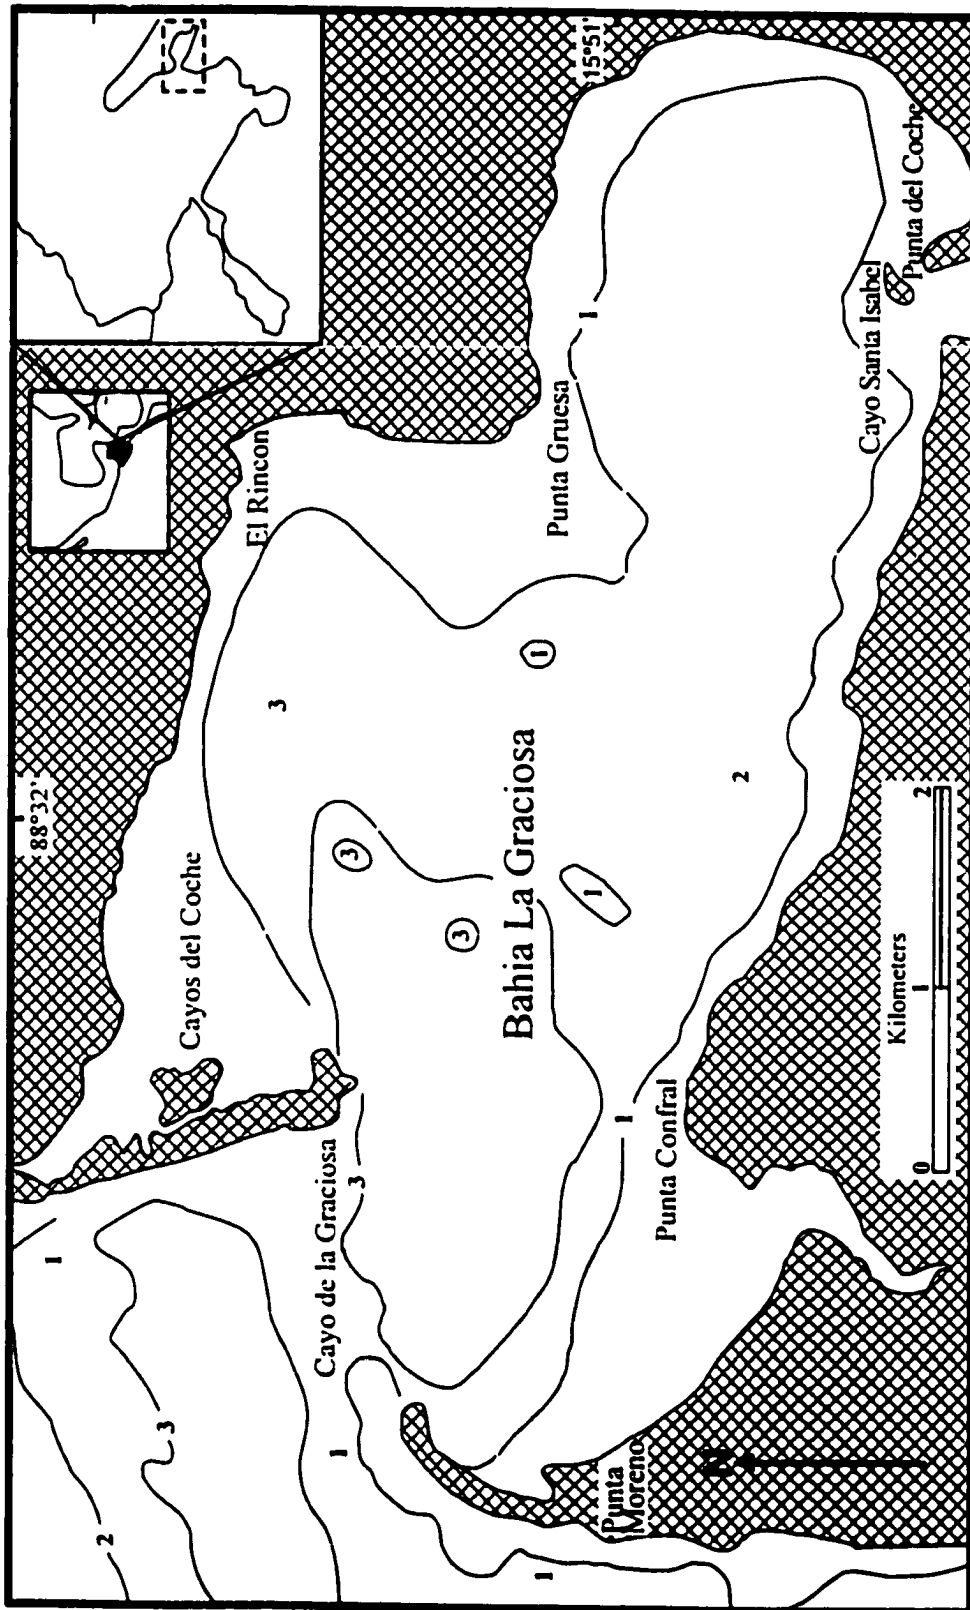 88°32'
1
2
3
Cayos del Coche
El Rincon
3
Cayo de la Graciosa
1
3
3
3
Bahia La Graciosa
1
1
Punta Gruesa
1
1
15°51'
Punta
Moreno
1
Punta Confral
N
2
Cayo Santa Isabel
Punta del Coche
Kilometers
0 1 2